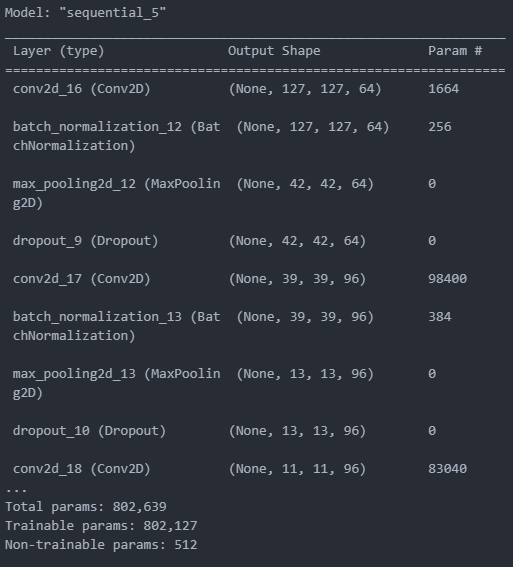 Model: "sequential_5"
_________________________________________________________________
Layer (type) Output Shape Param #
=================================================================
conv2d_16 (Conv2D) (None, 127, 127, 64) 1664
batch_normalization_12 (Bat (None, 127, 127, 64) 256
chNormalization)
max_pooling2d_12 (MaxPoolin (None, 42, 42, 64) 0
g2D)
dropout_9 (Dropout) (None, 42, 42, 64) 0
conv2d_17 (Conv2D) (None, 39, 39, 96) 98400
batch_normalization_13 (Bat (None, 39, 39, 96) 384
chNormalization)
max_pooling2d_13 (MaxPoolin (None, 13, 13, 96) 0
g2D)
dropout_10 (Dropout) (None, 13, 13, 96) 0
conv2d_18 (Conv2D) (None, 11, 11, 96) 83040
...
Total params: 802,639
Trainable params: 802,127
Non-trainable params: 512